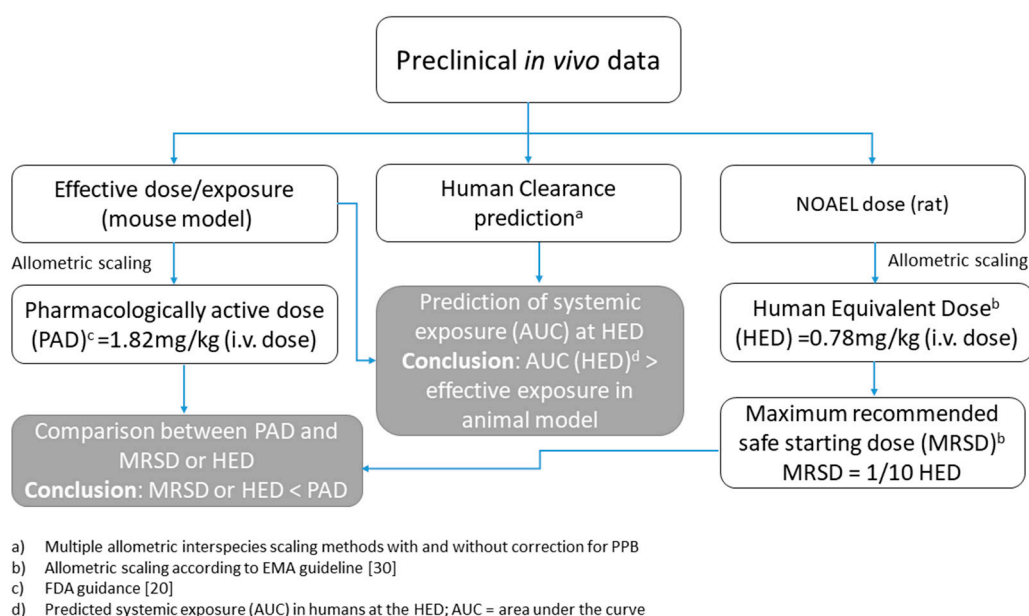 Preclinical in vivo data
Effective dose/exposure
(mouse model)
Human Clearance
predictionᵃ
NOAEL dose (rat)
Allometric scaling
Allometric scaling
Pharmacologically active dose
(PAD)ᶜ =1.82mg/kg (i.v. dose)
Prediction of systemic
exposure (AUC) at HED
Conclusion: AUC (HED)ᵈ >
effective exposure in
animal model
Human Equivalent Doseᵇ
(HED) =0.78mg/kg (i.v. dose)
Comparison between PAD and
MRSD or HED
Conclusion: MRSD or HED < PAD
Maximum recommended
safe starting dose (MRSD)ᵇ
MRSD = 1/10 HED
a) Multiple allometric interspecies scaling methods with and without correction for PPB
b) Allometric scaling according to EMA guideline [30]
c) FDA guidance [20]
d) Predicted systemic exposure (AUC) in humans at the HED; AUC = area under the curve